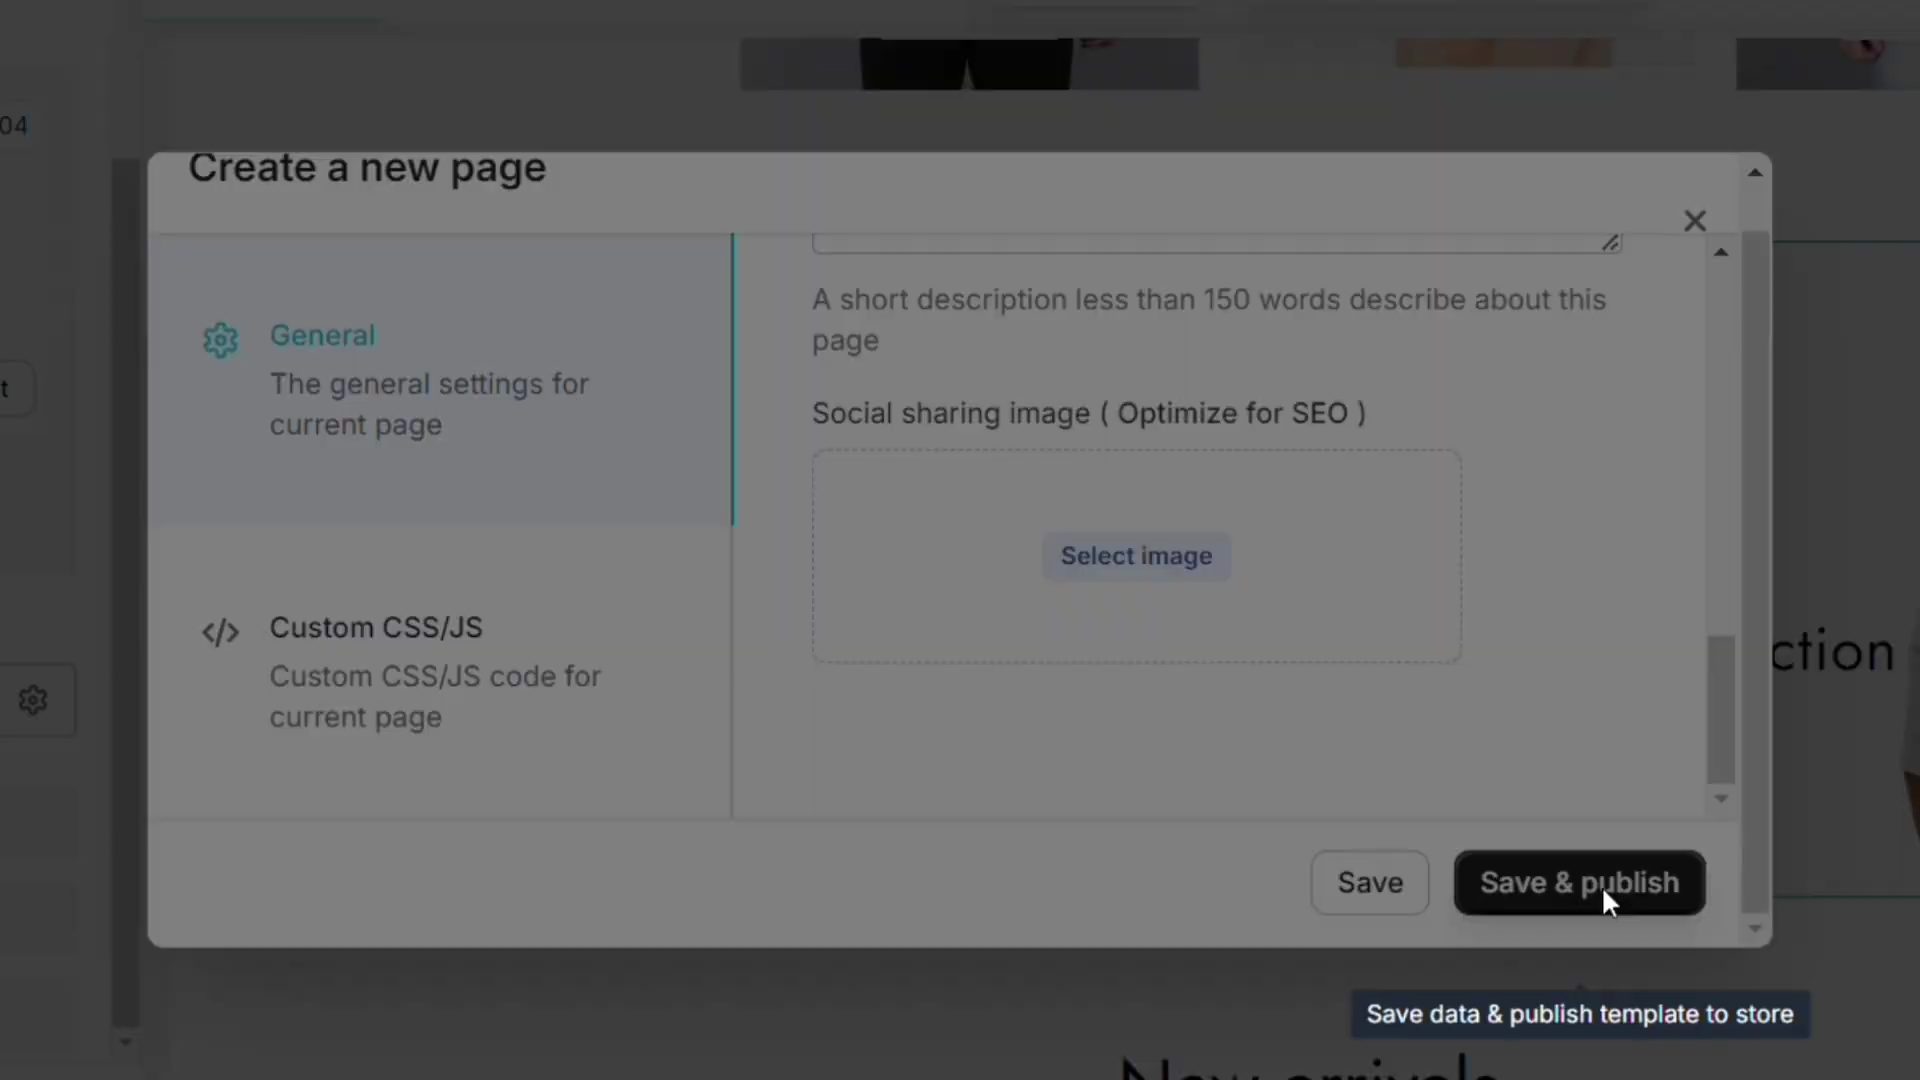 04
Create a new page
t
General
The general settings for
current page
Custom CSS/JS
Custom CSS/JS code for
current page
A short description less than 150 words describe about this
page
Social sharing image ( Optimize for SEO )
Select image
ction
Save
Save & publish
Save data & publish template to store
New arrivals